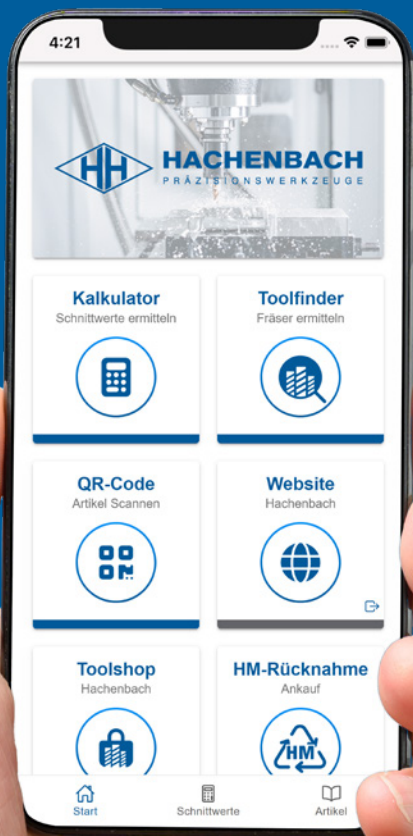 4:21
HH HACHENBACH
PRÄZISIONSWERKZEUGE
Kalkulator
Schnittwerte ermitteln
Toolfinder
Fräser ermitteln
QR-Code
Artikel Scannen
Website
Hachenbach
Toolshop
Hachenbach
HM-Rücknahme
Ankauf
HM
Start
Schnittwerte
Artikel